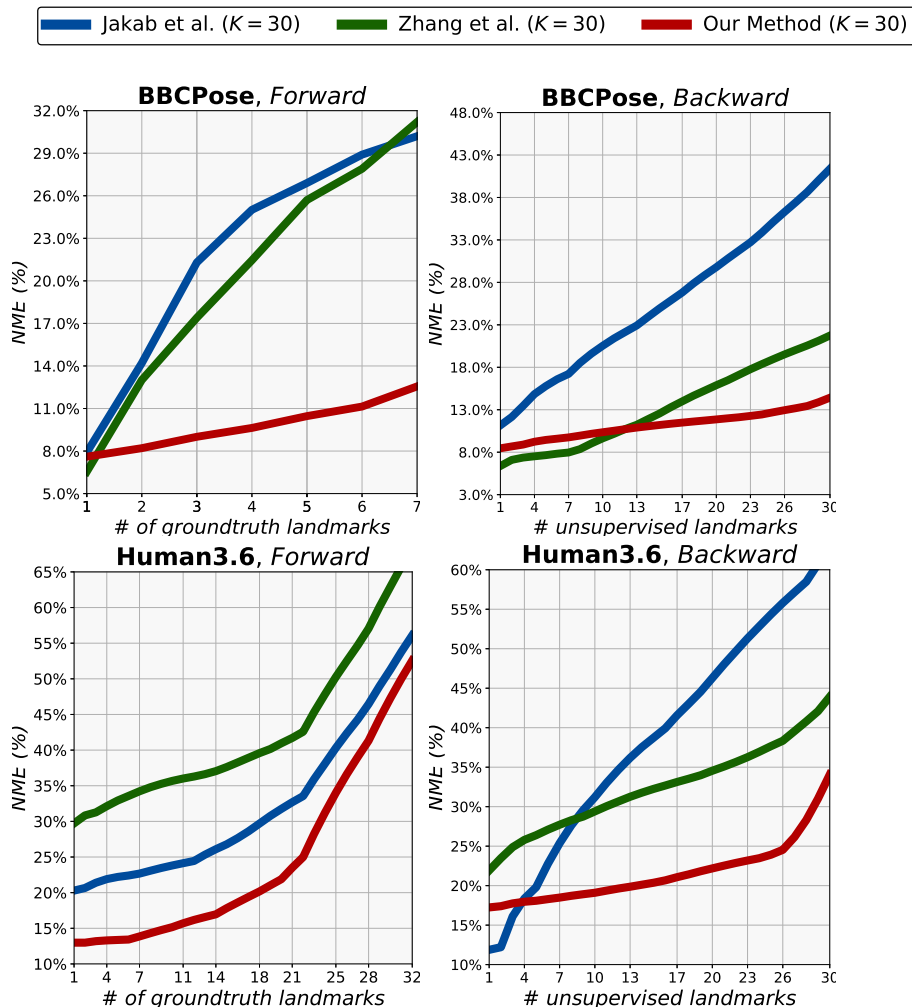 Jakab et al. (K = 30) Zhang et al. (K = 30) Our Method (K = 30)
BBCPose, Forward
32.0%
29.0%
26.0%
23.0%
20.0%
17.0%
14.0%
11.0%
8.0%
5.0%
NME (%)
1 2 3 4 5 6 7
# of groundtruth landmarks
BBCPose, Backward
48.0%
43.0%
38.0%
33.0%
28.0%
23.0%
18.0%
13.0%
8.0%
3.0%
NME (%)
1 4 7 10 13 17 20 23 26 30
# unsupervised landmarks
Human3.6, Forward
65%
60%
55%
50%
45%
40%
35%
30%
25%
20%
15%
10%
NME (%)
1 4 7 11 14 18 21 25 28 32
# of groundtruth landmarks
Human3.6, Backward
60%
55%
50%
45%
40%
35%
30%
25%
20%
15%
10%
NME (%)
1 4 7 10 13 17 20 23 26 30
# unsupervised landmarks